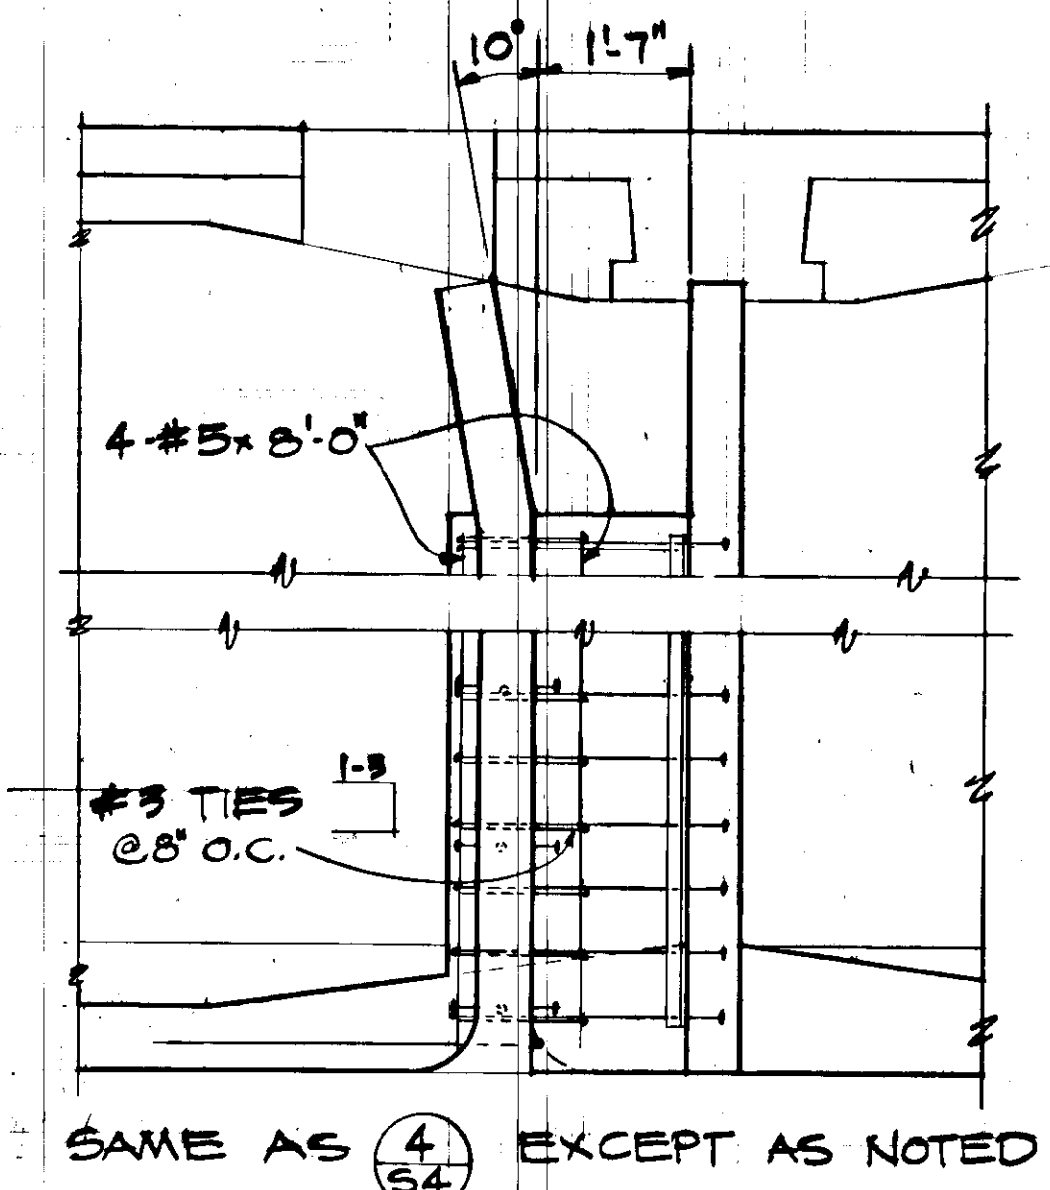 10° 1'-7"
4-#5x 8'-0"
1-3
#3 TIES
@8" O.C.
SAME AS 4 EXCEPT AS NOTED
S4